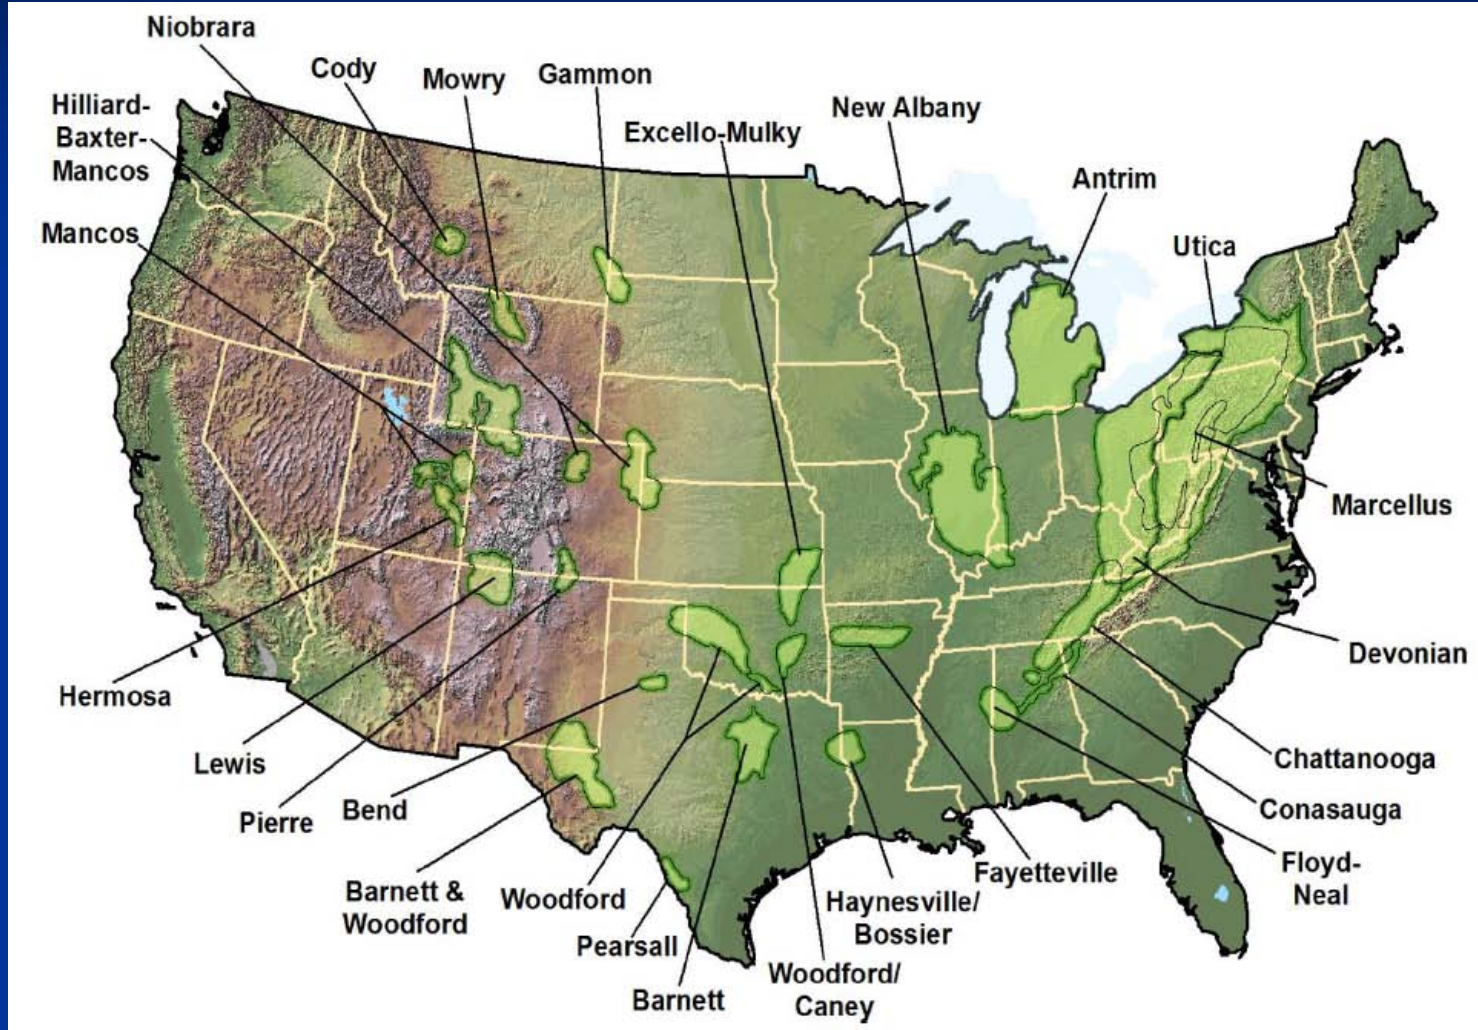 Niobrara
Cody
Mowry
Gammon
Hilliard-
Baxter-
Mancos
Excello-Mulky
New Albany
Antrim
Mancos
Utica
Marcellus
Devonian
Hermosa
Lewis
Pierre
Bend
Chattanooga
Conasauga
Barnett &
Woodford
Woodford
Pearsall
Barnett
Woodford/
Caney
Haynesville/
Bossier
Fayetteville
Floyd-
Neal